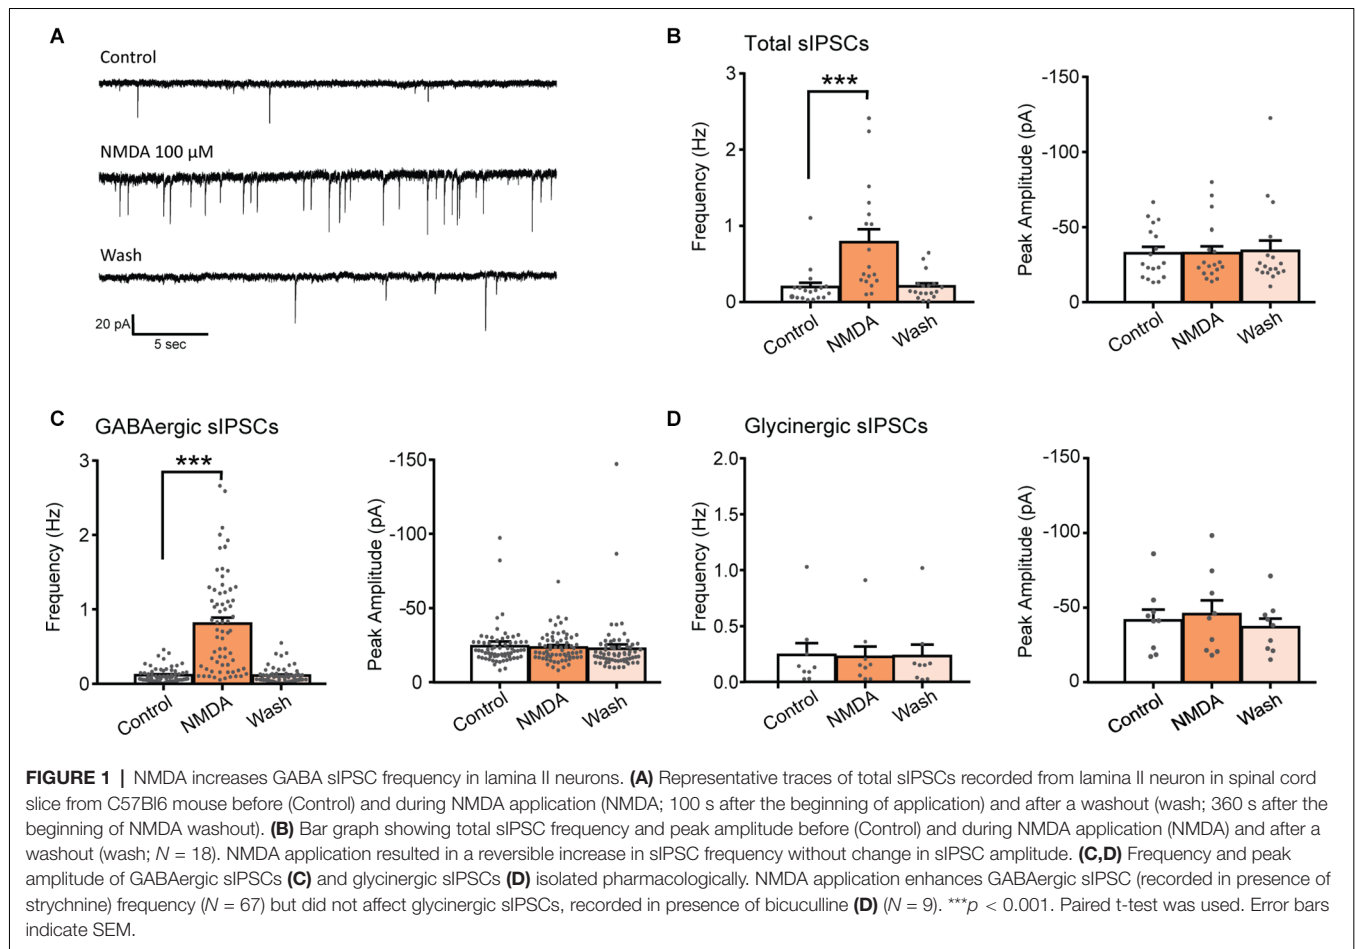 A
Control
NMDA 100 µM
Wash
20 pA
5 sec
B
Total sIPSCs
***
3
2
1
0
Frequency (Hz)
Control
NMDA
Wash
-150
-100
-50
0
Peak Amplitude (pA)
Control
NMDA
Wash
C
GABAergic sIPSCs
***
3
2
1
0
Frequency (Hz)
Control
NMDA
Wash
-150
-100
-50
0
Peak Amplitude (pA)
Control
NMDA
Wash
D
Glycinergic sIPSCs
2.0
1.5
1.0
0.5
0.0
Frequency (Hz)
Control
NMDA
Wash
-150
-100
-50
0
Peak Amplitude (pA)
Control
NMDA
Wash
FIGURE 1 | NMDA increases GABA sIPSC frequency in lamina II neurons. (A) Representative traces of total sIPSCs recorded from lamina II neuron in spinal cord
slice from C57Bl6 mouse before (Control) and during NMDA application (NMDA; 100 s after the beginning of application) and after a washout (wash; 360 s after the
beginning of NMDA washout). (B) Bar graph showing total sIPSC frequency and peak amplitude before (Control) and during NMDA application (NMDA) and after a
washout (wash; N = 18). NMDA application resulted in a reversible increase in sIPSC frequency without change in sIPSC amplitude. (C,D) Frequency and peak
amplitude of GABAergic sIPSCs (C) and glycinergic sIPSCs (D) isolated pharmacologically. NMDA application enhances GABAergic sIPSC (recorded in presence of
strychnine) frequency (N = 67) but did not affect glycinergic sIPSCs, recorded in presence of bicuculline (D) (N = 9). ***p < 0.001. Paired t-test was used. Error bars
indicate SEM.